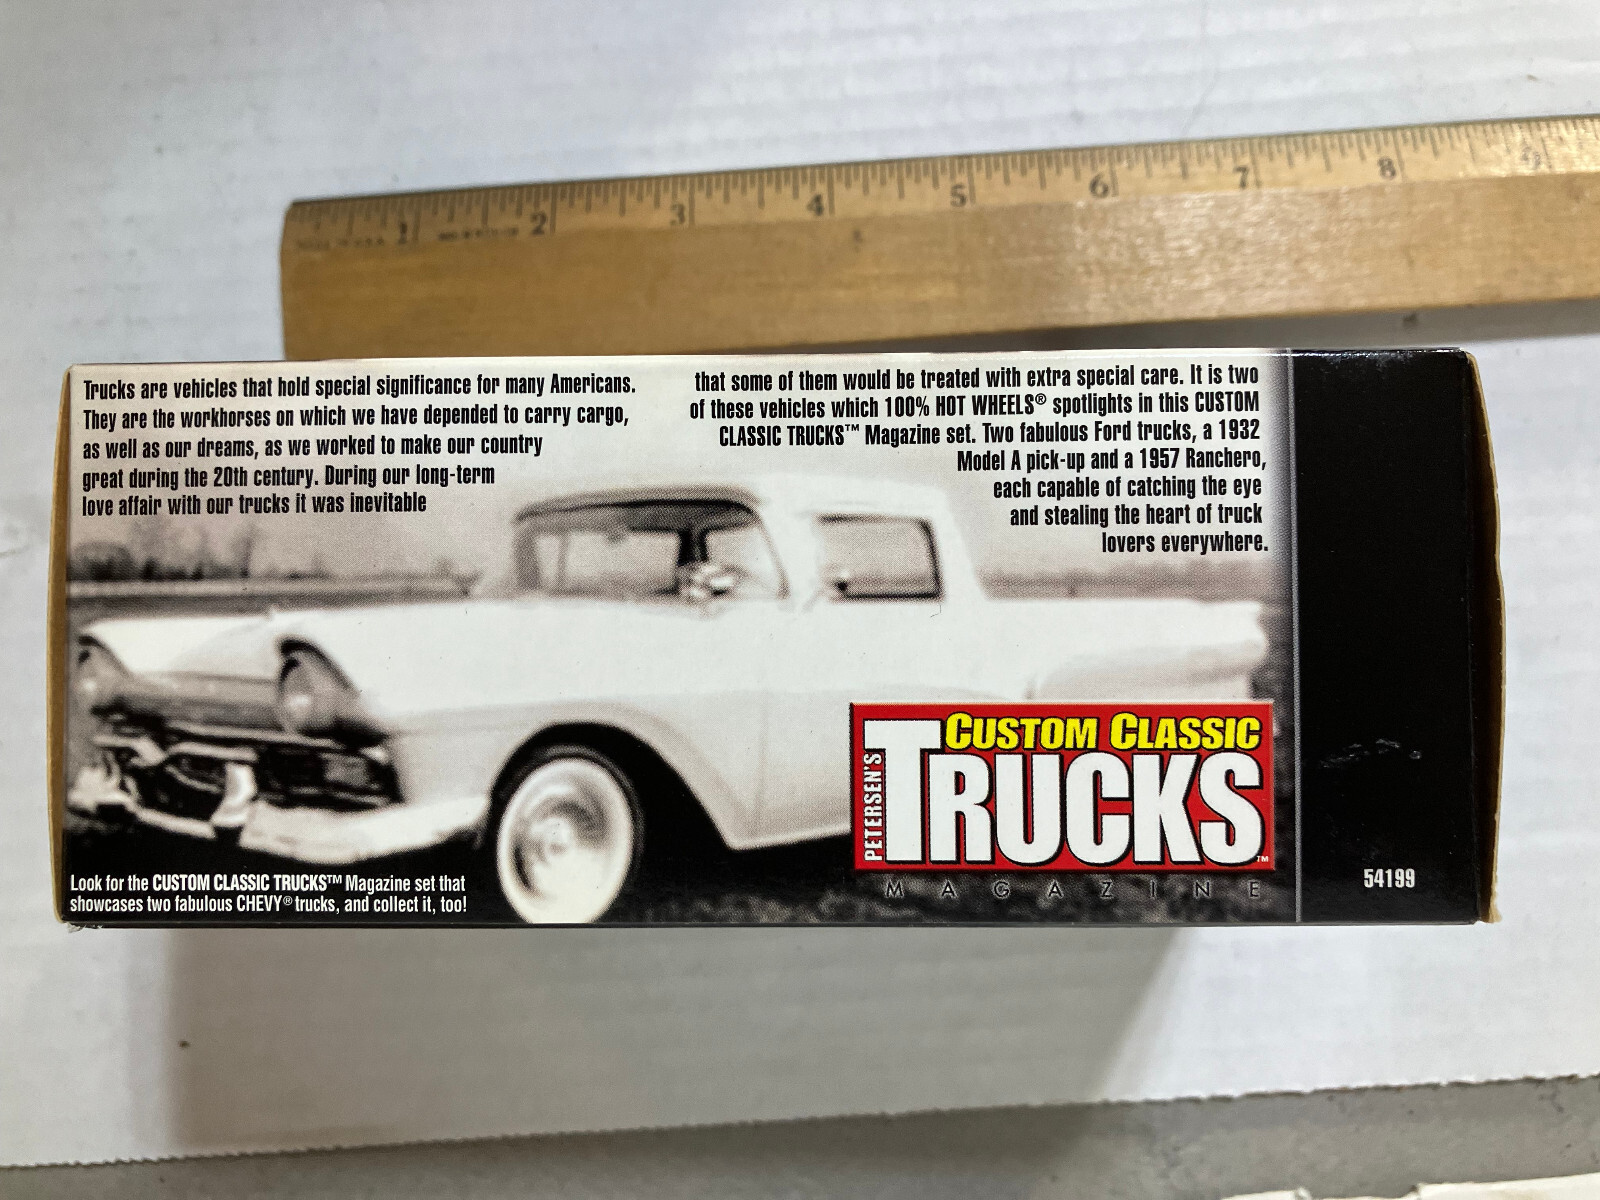 1 2 3 4 5 6 7 8
Trucks are vehicles that hold special significance for many Americans.
They are the workhorses on which we have depended to carry cargo,
as well as our dreams, as we worked to make our country
great during the 20th century. During our long-term
love affair with our trucks it was inevitable
that some of them would be treated with extra special care. It is two
of these vehicles which 100% HOT WHEELS® spotlights in this CUSTOM
CLASSIC TRUCKS™ Magazine set. Two fabulous Ford trucks, a 1932
Model A pick-up and a 1957 Ranchero,
each capable of catching the eye
and stealing the heart of truck
lovers everywhere.
CUSTOM CLASSIC
PETERSEN'S
TRUCKS™
MAGAZINE
Look for the CUSTOM CLASSIC TRUCKS™ Magazine set that
showcases two fabulous CHEVY® trucks, and collect it, too!
54199